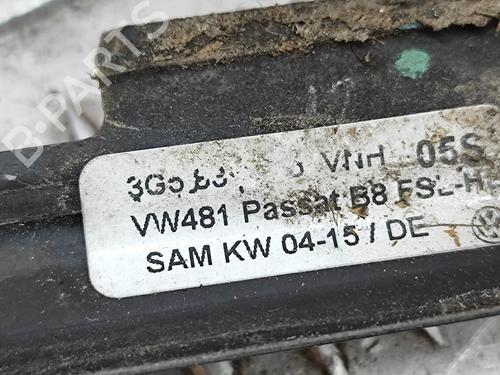 VNH 05S
VW481 Passat B8 FSL-H
SAM KW 04-15 / DE
B-PARTS